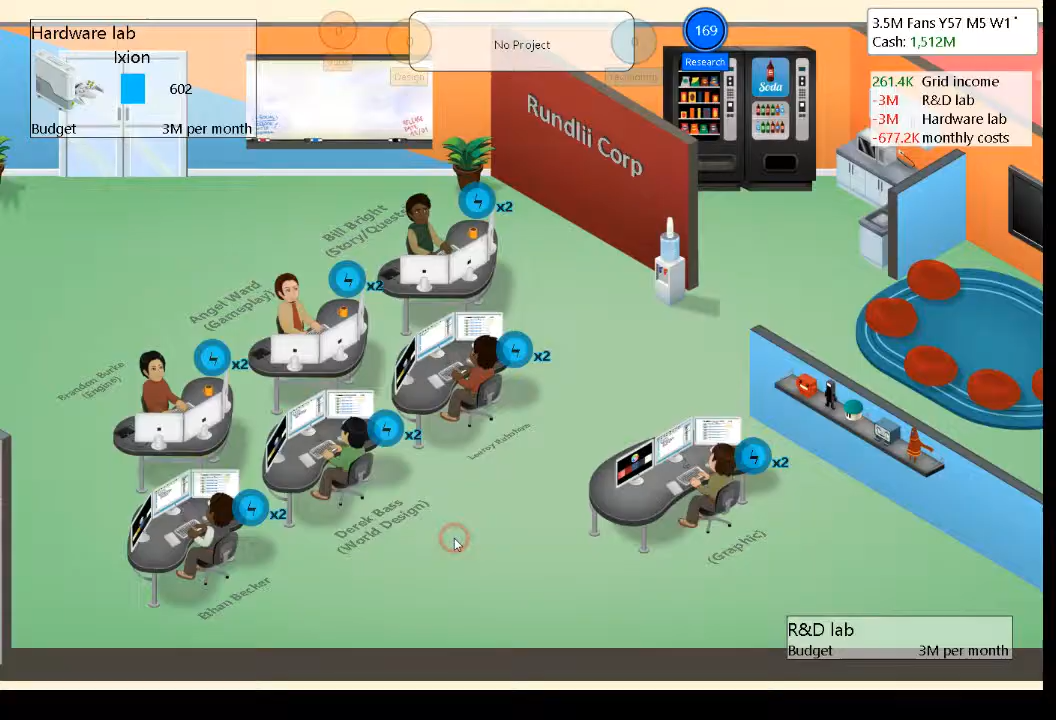 Hardware lab
Ixion
602
Budget 3M per month
No Project
Design
169
Research
3.5M Fans Y57 M5 W1
Cash: 1,512M
261.4K Grid income
-3M R&D lab
-3M Hardware lab
-677.2K monthly costs
Rundlii Corp
Soda
Bill Bright
(Story/Quests)
x2
Angel Ward
(Gameplay)
x2
Brandon Burke
(Engine)
x2
x2
x2
Derek Bass
(World Design)
x2
Ethan Becker
x2
(Graphic)
R&D lab
Budget 3M per month